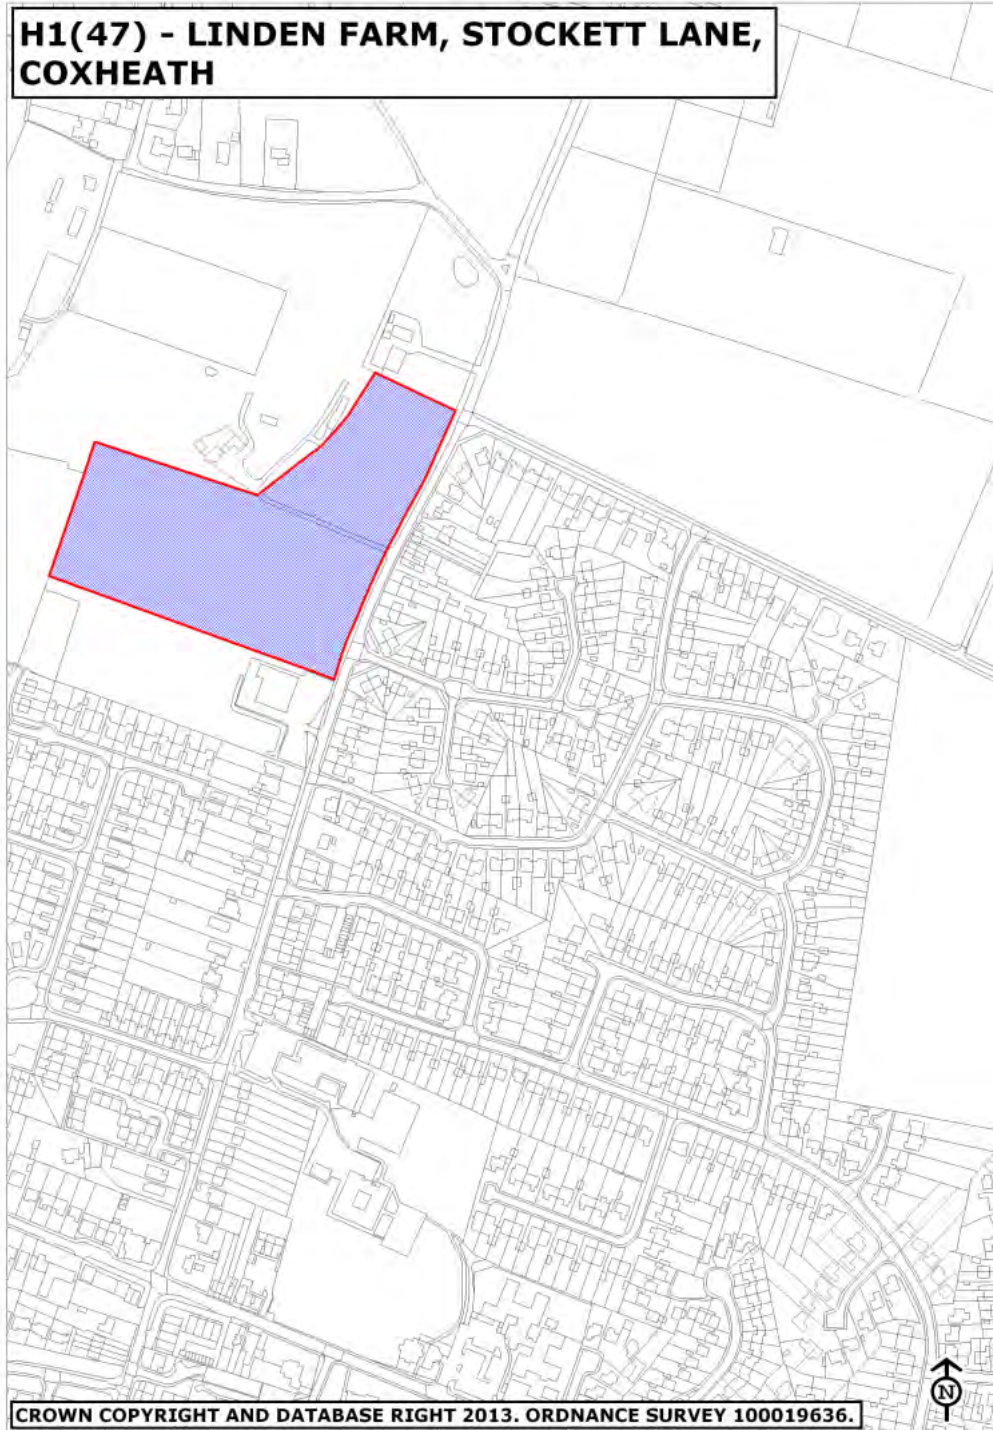 H1(47) - LINDEN FARM, STOCKETT LANE,
COXHEATH
N
CROWN COPYRIGHT AND DATABASE RIGHT 2013. ORDNANCE SURVEY 100019636.